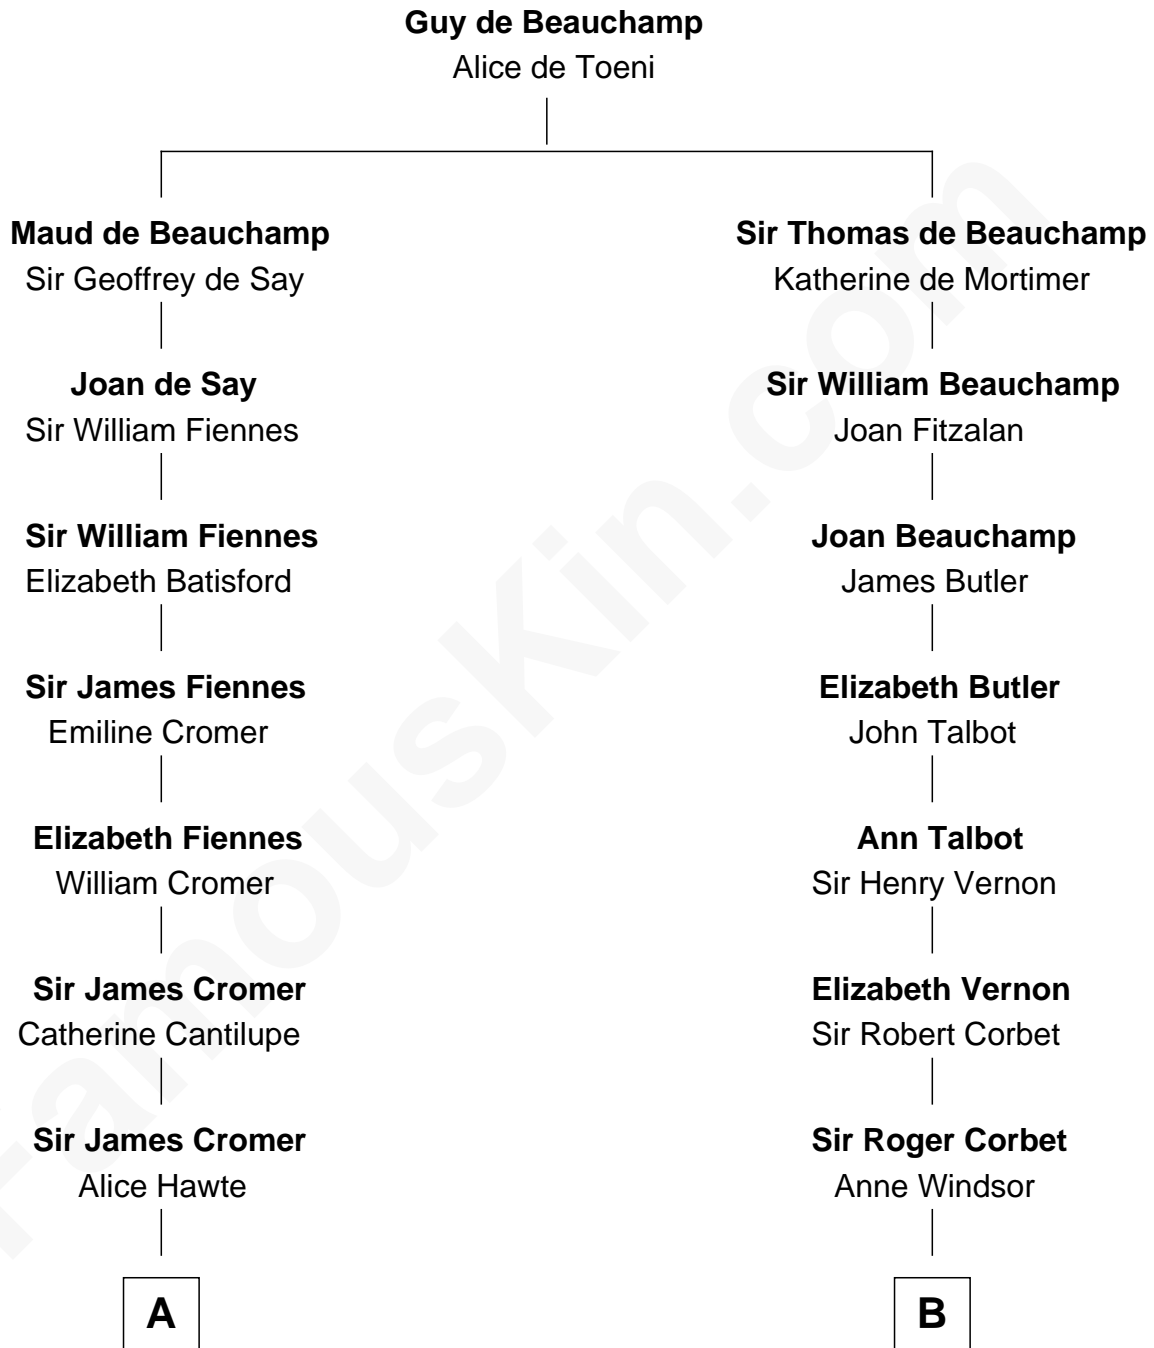 Guy de Beauchamp
Alice de Toeni
Maud de Beauchamp
Sir Geoffrey de Say
Joan de Say
Sir William Fiennes
Sir William Fiennes
Elizabeth Batisford
Sir James Fiennes
Emiline Cromer
Elizabeth Fiennes
William Cromer
Sir James Cromer
Catherine Cantilupe
Sir James Cromer
Alice Hawte
A
Sir Thomas de Beauchamp
Katherine de Mortimer
Sir William Beauchamp
Joan Fitzalan
Joan Beauchamp
James Butler
Elizabeth Butler
John Talbot
Ann Talbot
Sir Henry Vernon
Elizabeth Vernon
Sir Robert Corbet
Sir Roger Corbet
Anne Windsor
B
FamousKin.com